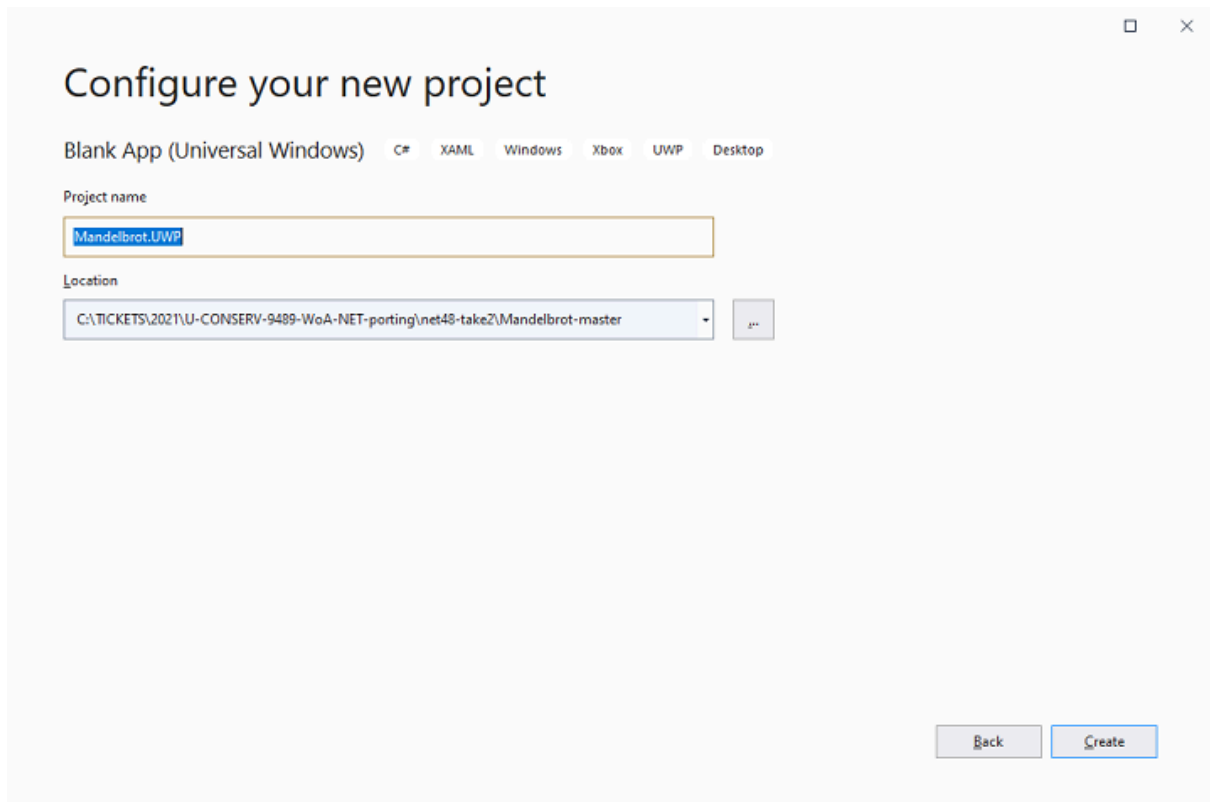 Configure your new project
Blank App (Universal Windows) C# XAML Windows Xbox UWP Desktop
Project name
Mandelbrot.UWP
Location
C:\TICKETS\2021\U-CONSERV-9489-WoA-NET-porting\net48-take2\Mandelbrot-master
...
Back Create